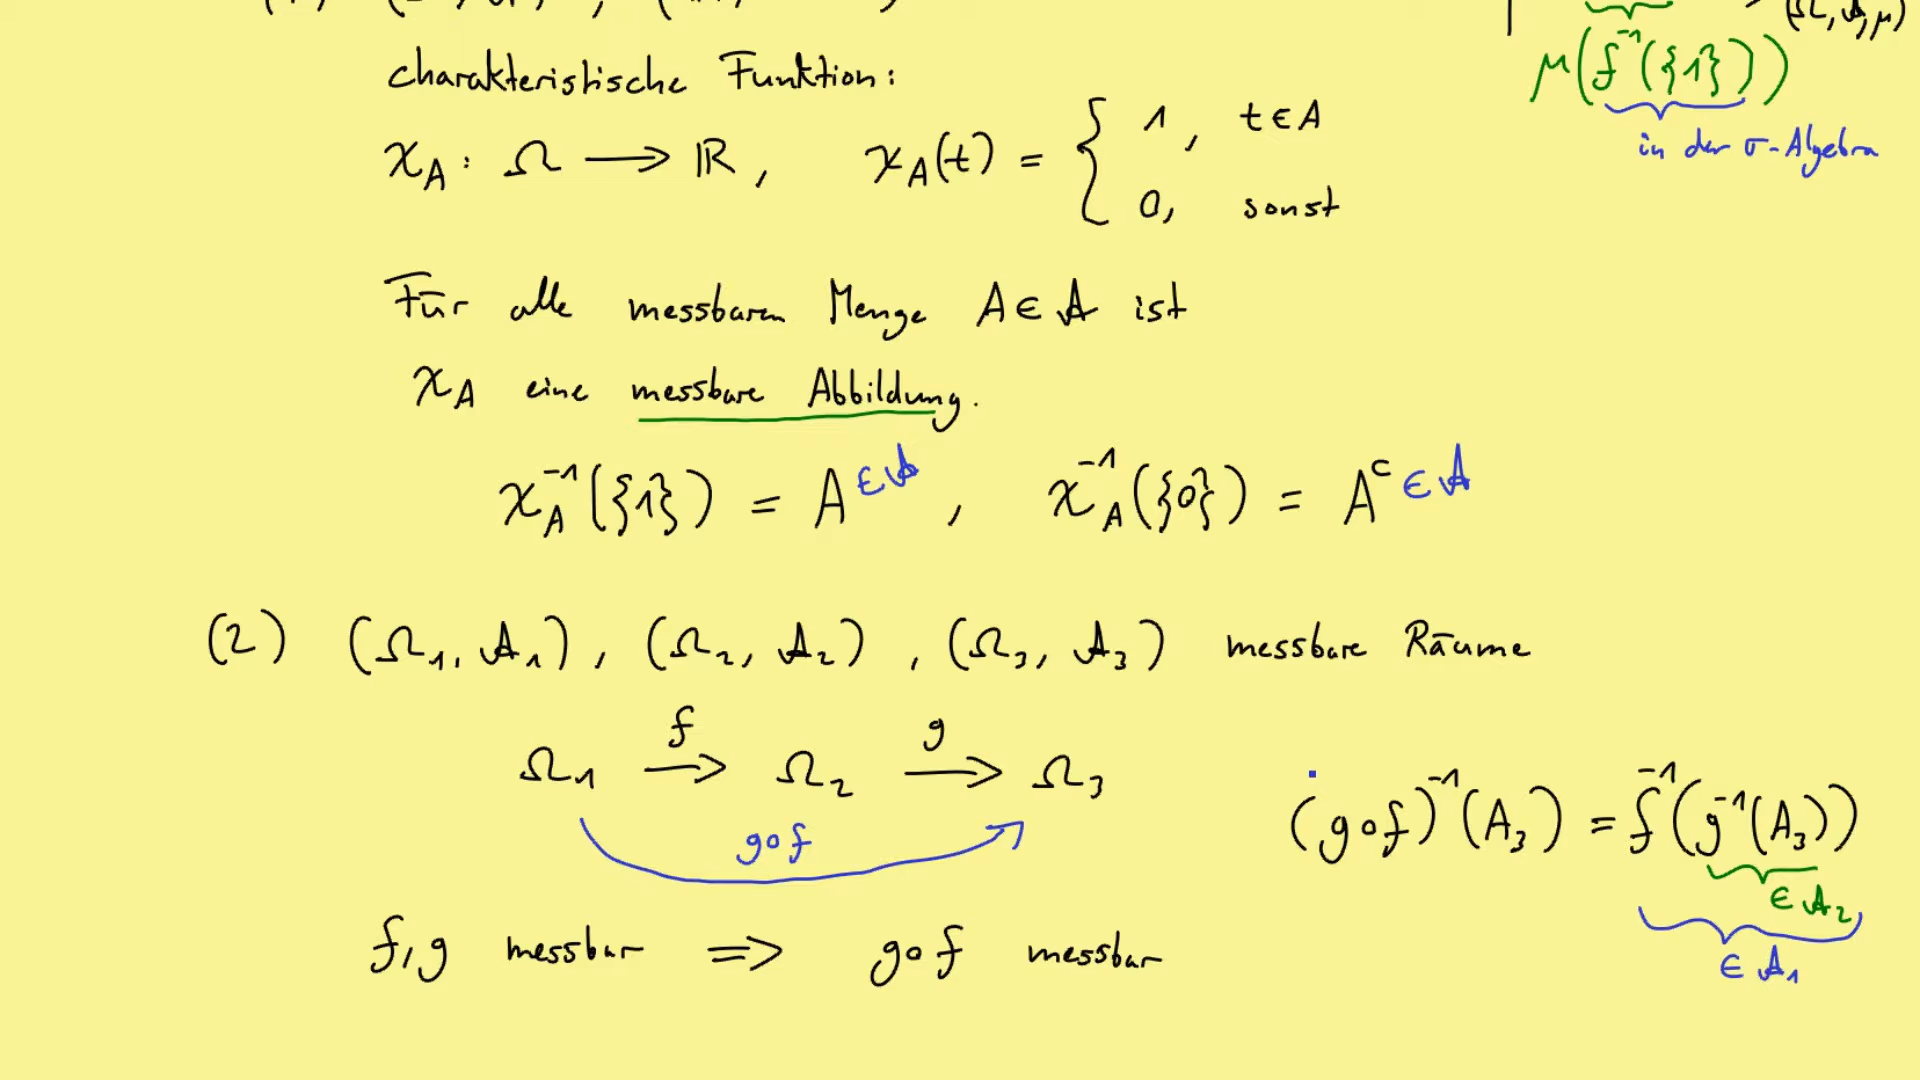 (Ω, 𝒜, μ)
μ(f⁻¹({1}))
in der σ-Algebra
charakteristische Funktion:
χ_A : Ω ⟶ ℝ , χ_A(t) = { 1 , t ∈ A
0, sonst
Für alle messbaren Menge A ∈ 𝒜 ist
χ_A eine messbare Abbildung.
χ_A⁻¹({1}) = A ∈ 𝒜 , χ_A⁻¹({0}) = Aᶜ ∈ 𝒜
(2) (Ω₁, 𝒜₁) , (Ω₂, 𝒜₂) , (Ω₃, 𝒜₃) messbare Räume
f g
Ω₁ ⟶ Ω₂ ⟶ Ω₃
g∘f
(g∘f)⁻¹(A₃) = f⁻¹(g⁻¹(A₃))
∈ 𝒜₂
∈ 𝒜₁
f, g messbar ⟹ g∘f messbar